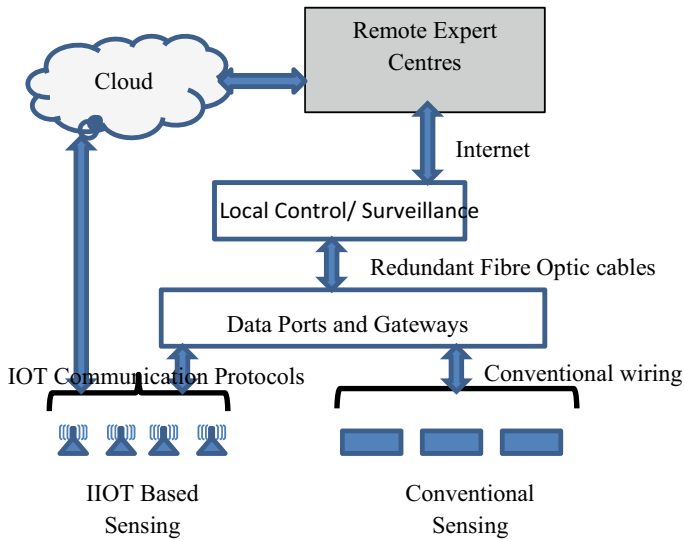 Remote Expert
Centres
Cloud
Internet
Local Control/ Surveillance
Redundant Fibre Optic cables
Data Ports and Gateways
IOT Communication Protocols
Conventional wiring
IIOT Based
Sensing
Conventional
Sensing